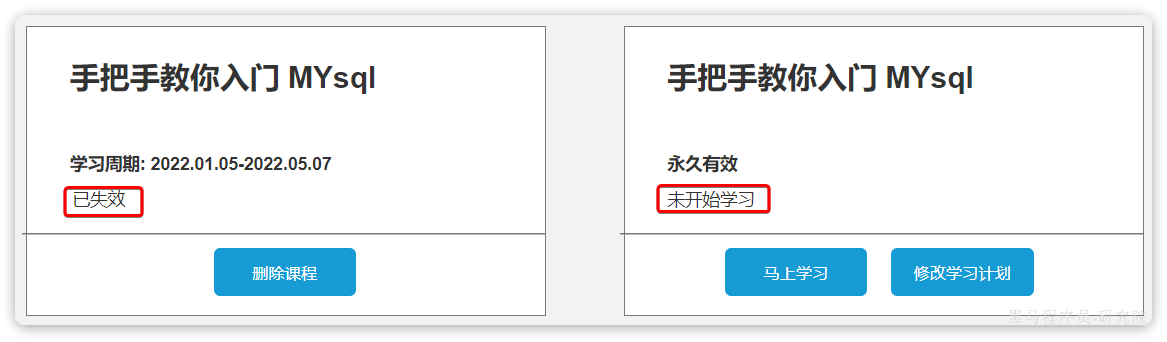 手把手教你入门 MYsql
学习周期: 2022.01.05-2022.05.07
已失效
删除课程
手把手教你入门 MYsql
永久有效
未开始学习
马上学习
修改学习计划
黑马程序员-研究院